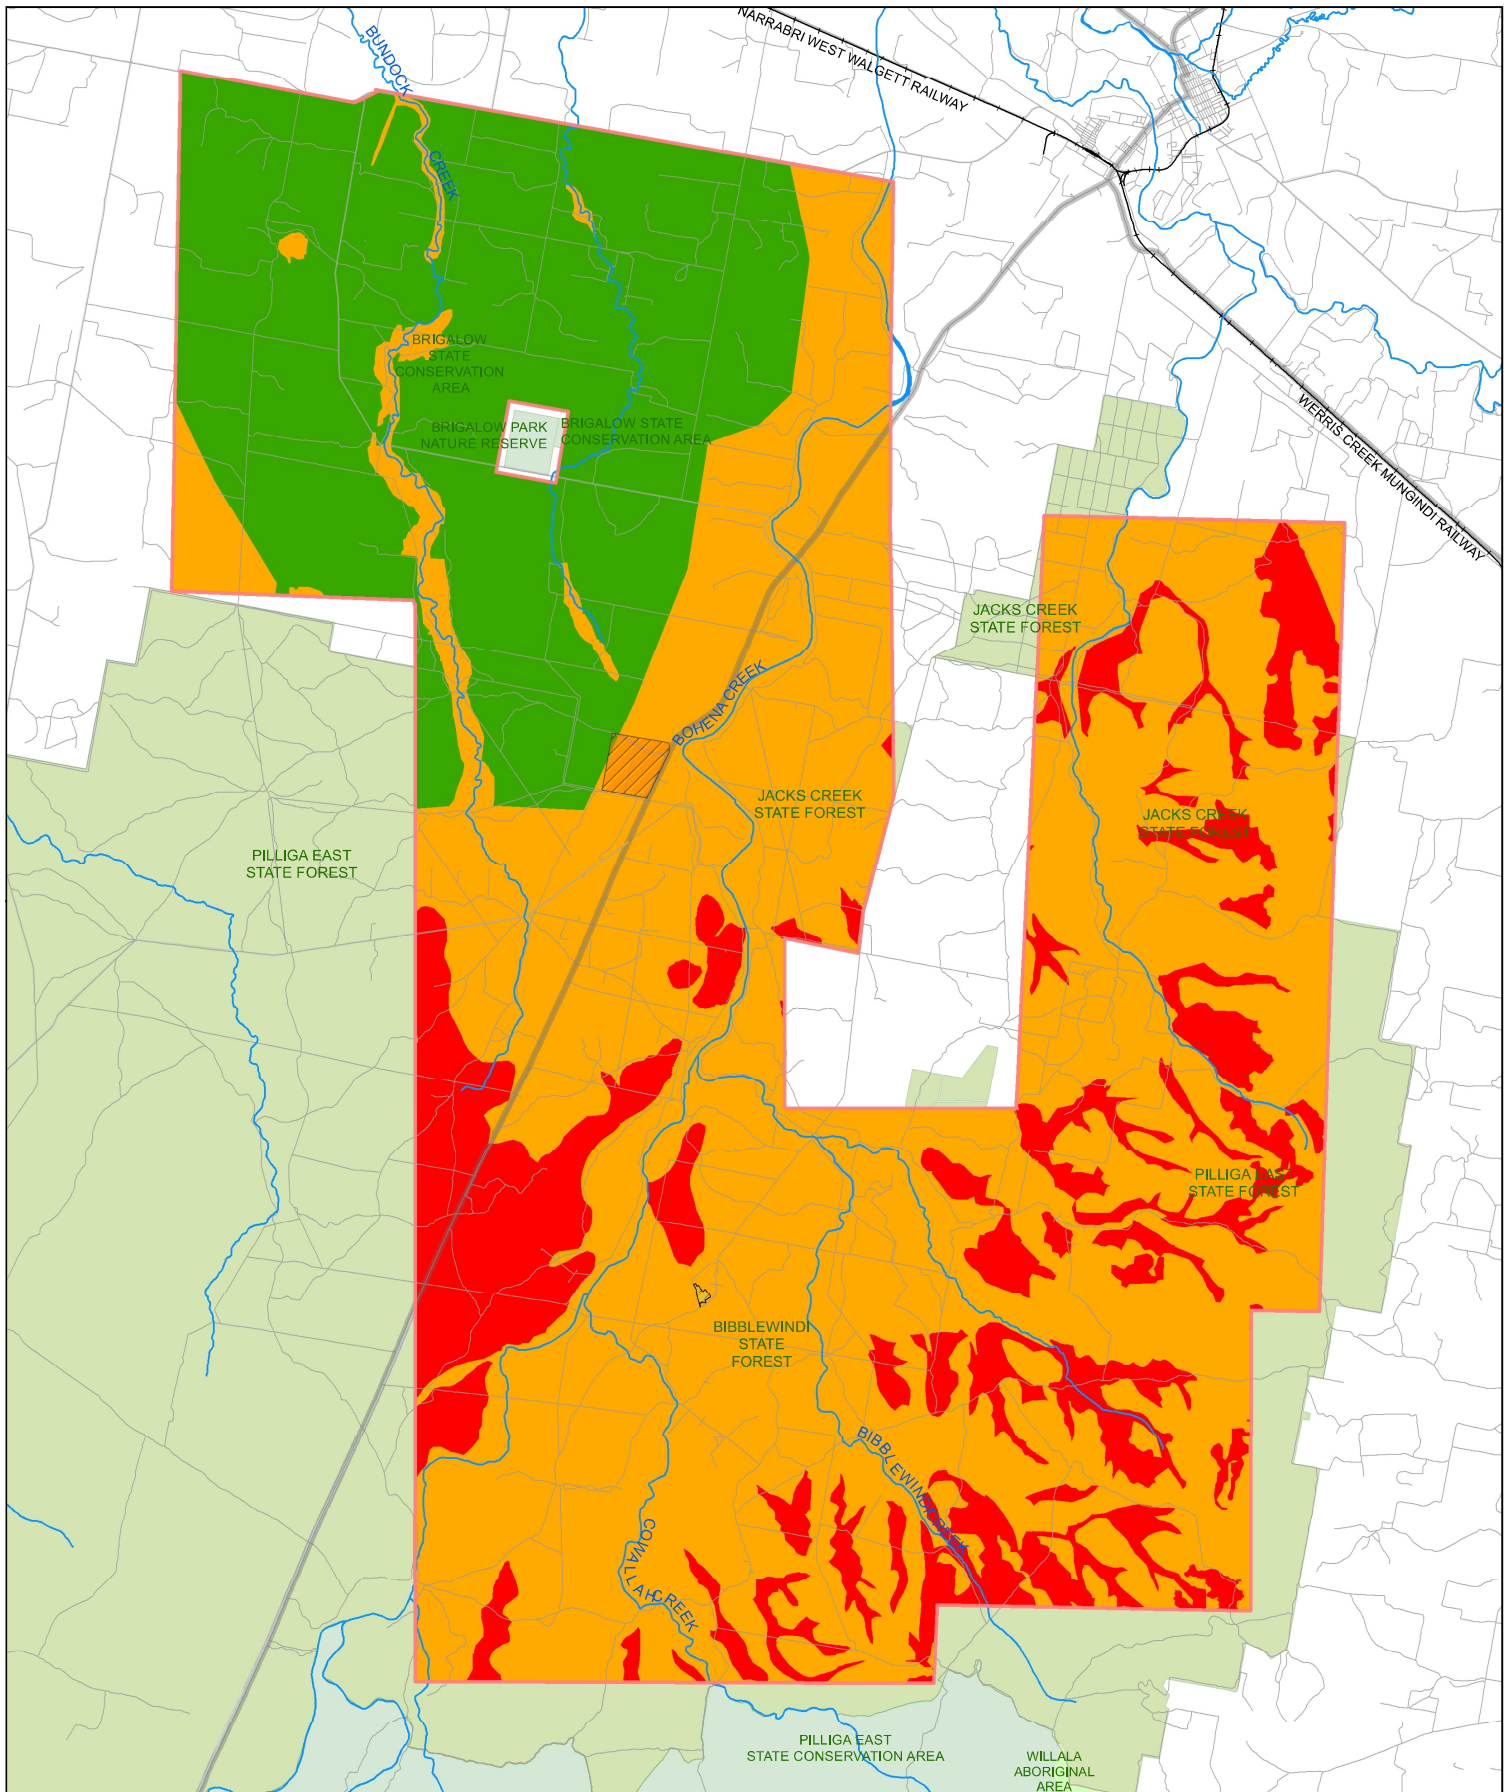 NARRABRI WEST WALGETT RAILWAY
BUNDOCK
CREEK
BRIGALOW
STATE
CONSERVATION
AREA
BRIGALOW PARK
NATURE RESERVE
BRIGALOW STATE
CONSERVATION AREA
WERRIS CREEK MUNGINDI RAILWAY
JACKS CREEK
STATE FOREST
BOHENA CREEK
JACKS CREEK
STATE FOREST
JACKS CREEK
STATE FOREST
PILLIGA EAST
STATE FOREST
PILLIGA EAST
STATE FOREST
BIBBLEWINDI
STATE
FOREST
BIBBLEWINDI CREEK
COWALLAH
CREEK
PILLIGA EAST
STATE CONSERVATION AREA
WILLALA
ABORIGINAL
AREA